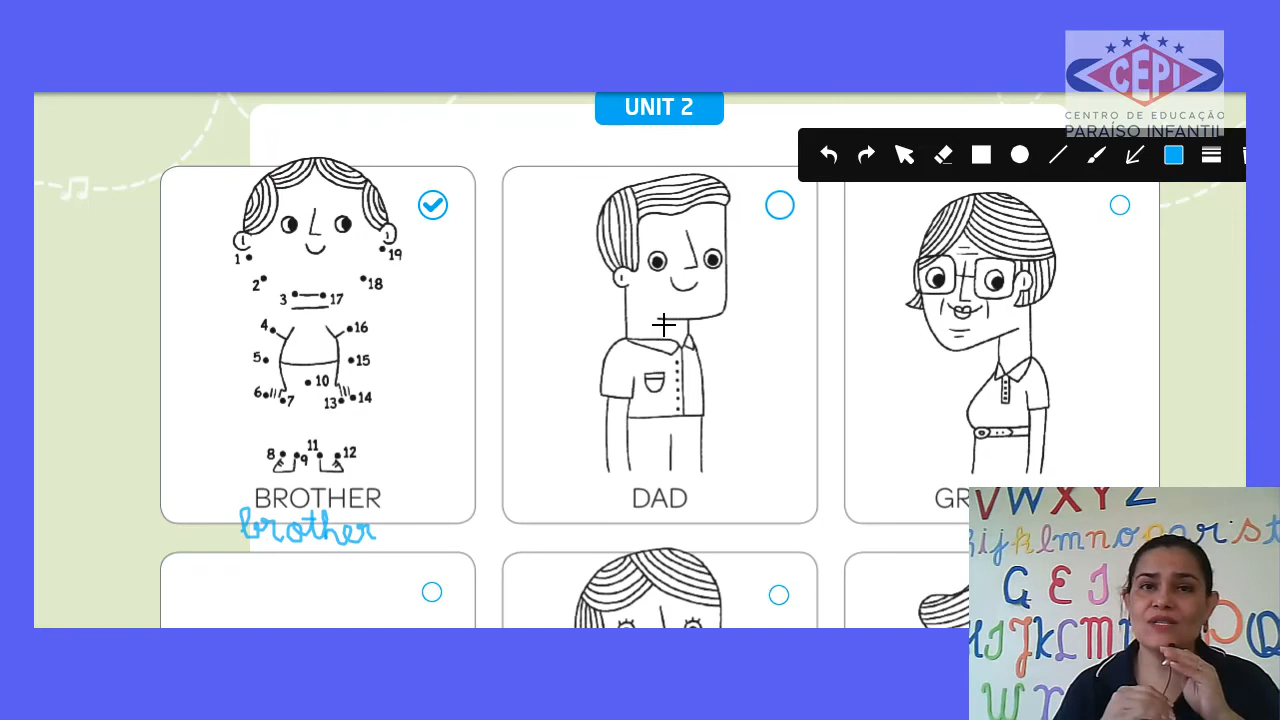 CEPI
CENTRO DE EDUCAÇÃO
PARAÍSO INFANTIL
UNIT 2
1
19
2
18
3
17
4
16
5
15
10
6
7
13
14
11
8
9
12
BROTHER
DAD
GR
brother
V W X Y Z
G E I